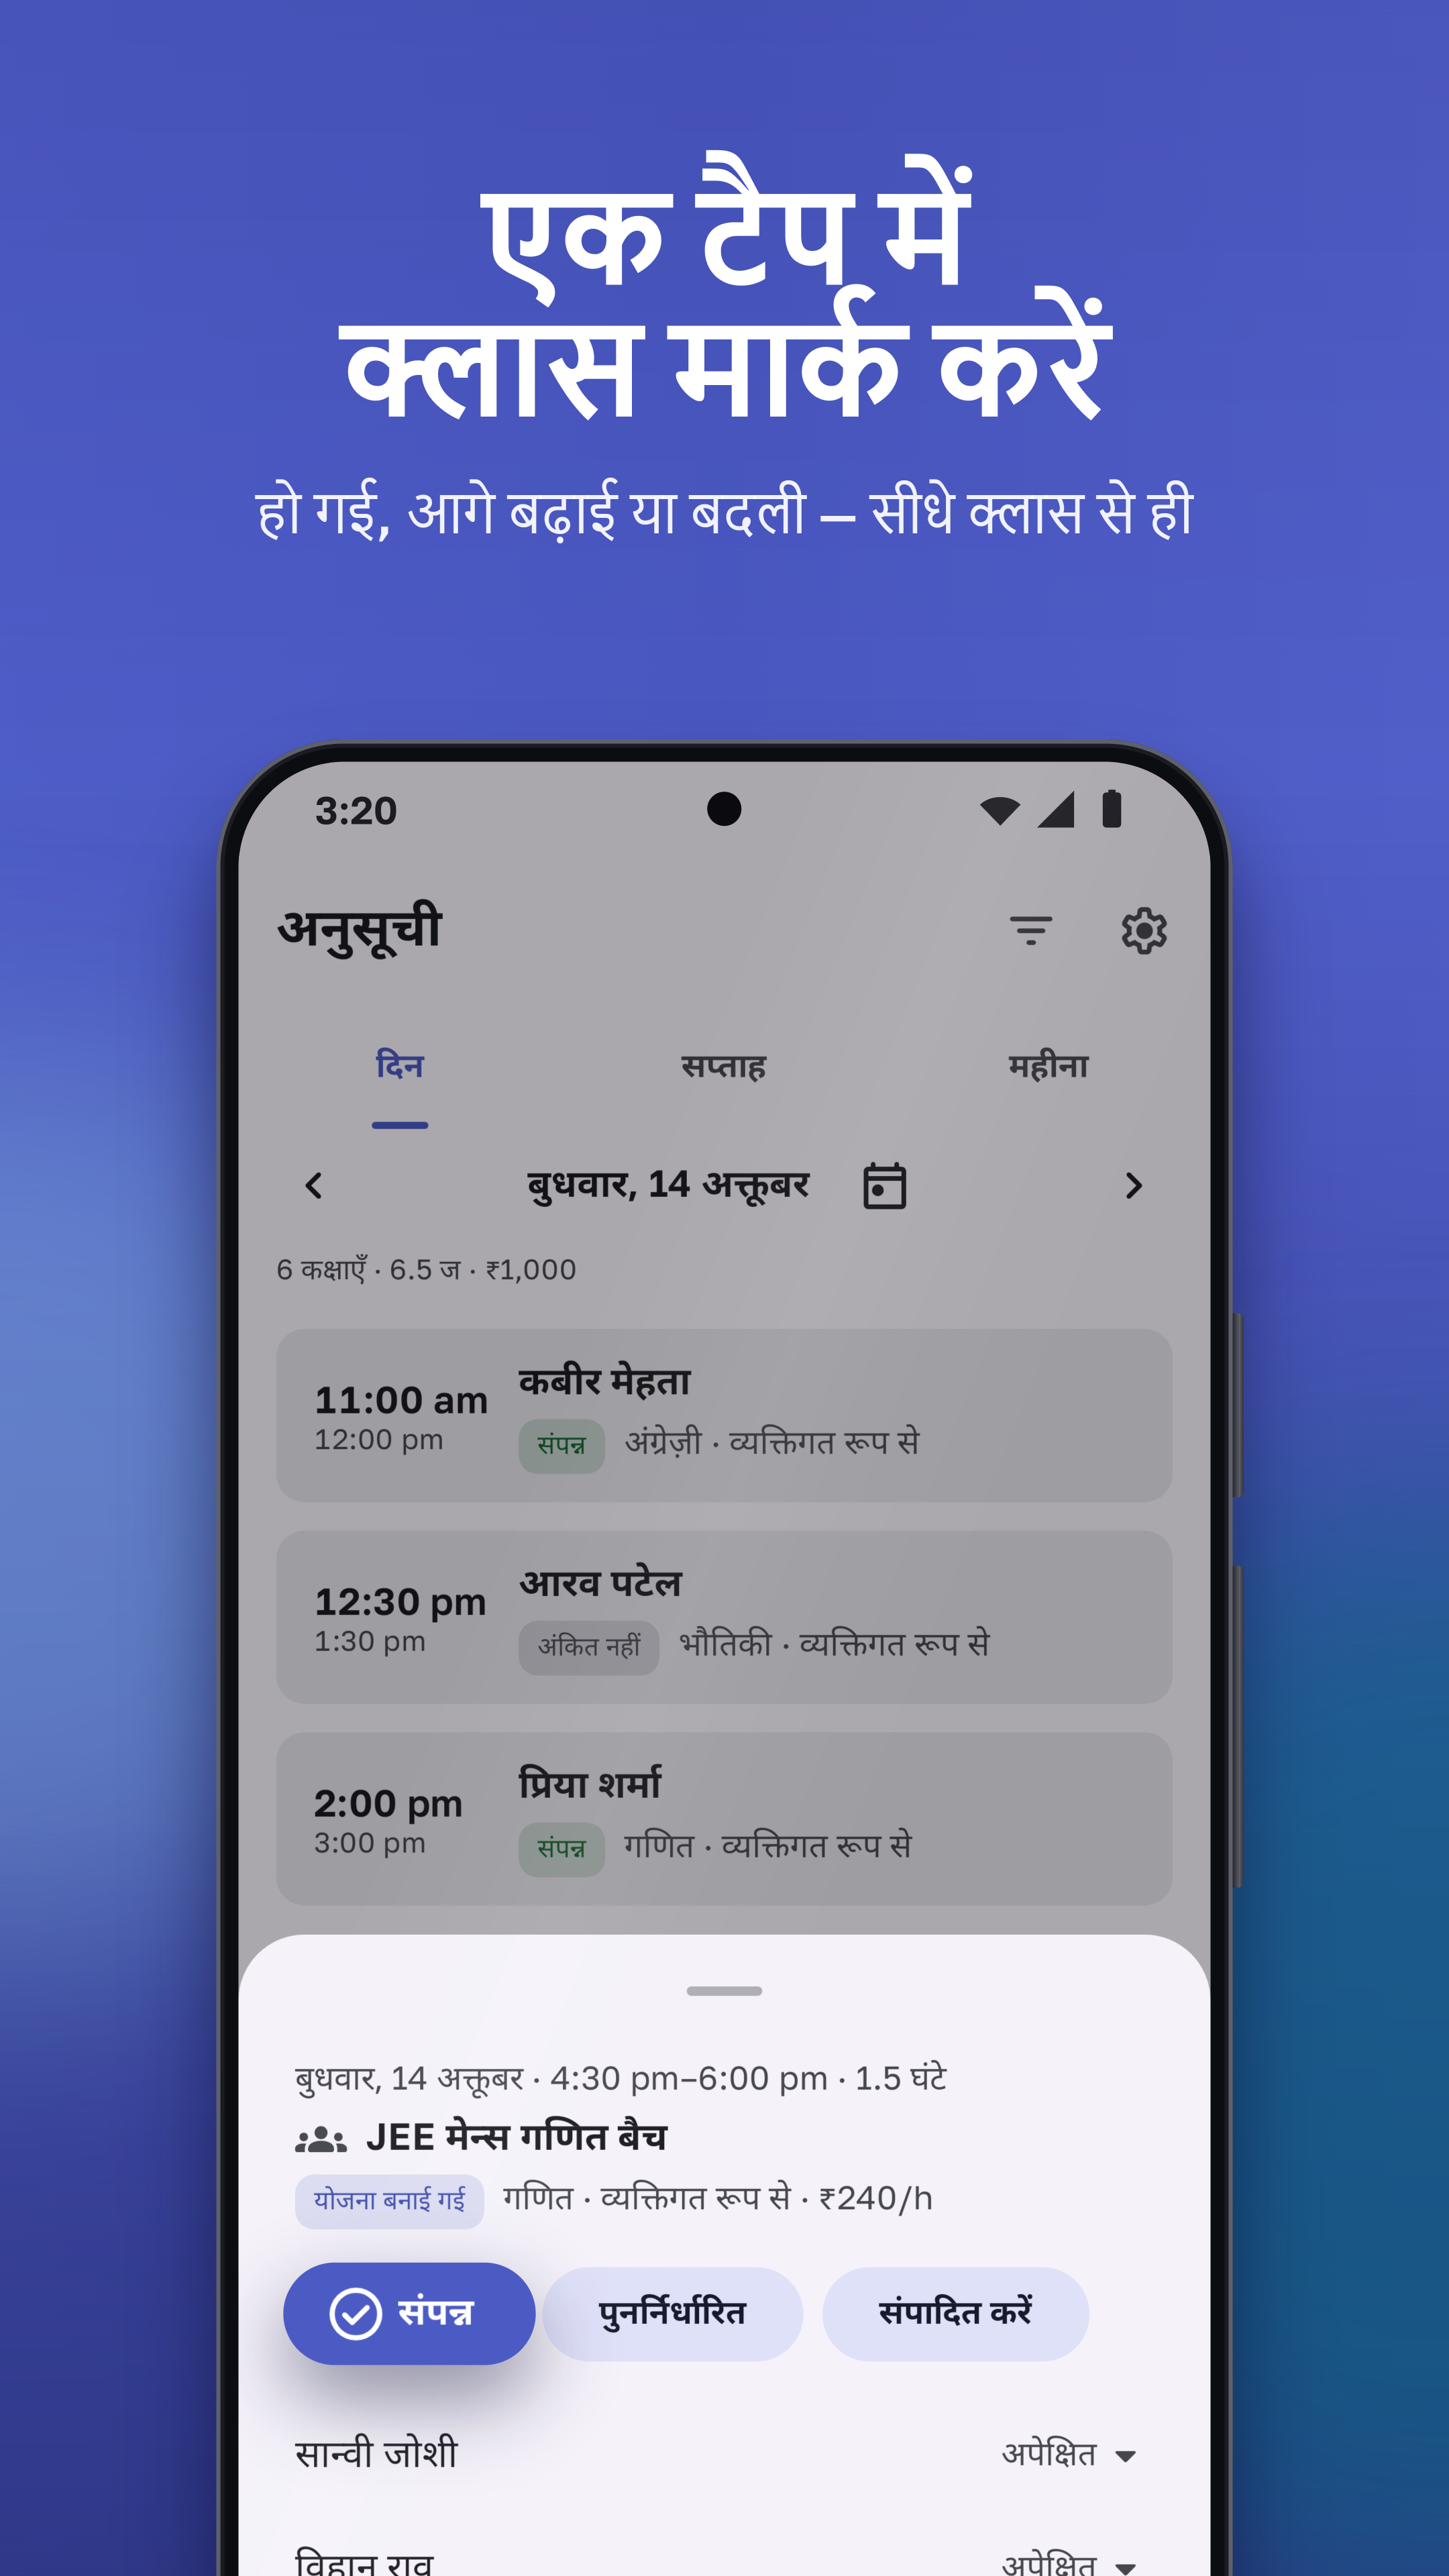 एक टैप में
क्लास मार्क करें
हो गई, आगे बढ़ाई या बदली — सीधे क्लास से ही
3:20
अनुसूची
दिन सप्ताह महीना
बुधवार, 14 अक्तूबर
6 कक्षाएँ · 6.5 ज · ₹1,000
11:00 am कबीर मेहता
12:00 pm संपन्न अंग्रेज़ी · व्यक्तिगत रूप से
12:30 pm आरव पटेल
1:30 pm अंकित नहीं भौतिकी · व्यक्तिगत रूप से
2:00 pm प्रिया शर्मा
3:00 pm संपन्न गणित · व्यक्तिगत रूप से
बुधवार, 14 अक्तूबर · 4:30 pm–6:00 pm · 1.5 घंटे
JEE मेन्स गणित बैच
योजना बनाई गई गणित · व्यक्तिगत रूप से · ₹240/h
संपन्न पुनर्निर्धारित संपादित करें
सान्वी जोशी अपेक्षित
विहान राव अपेक्षित